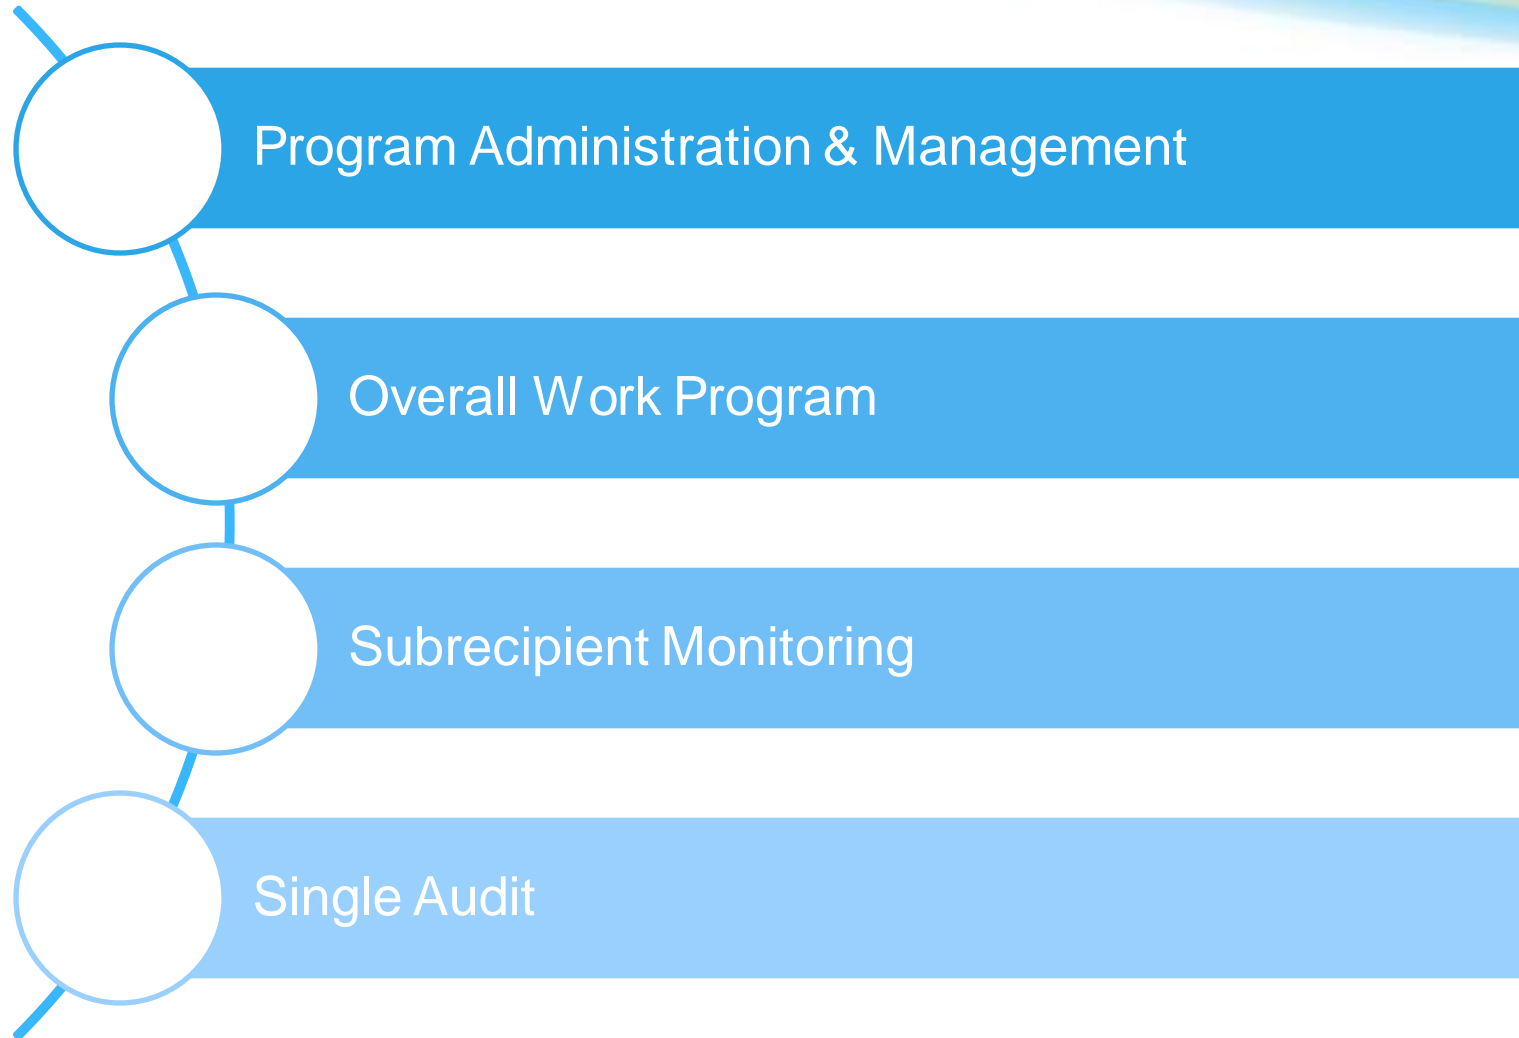 Program Administration & Management
Overall Work Program
Subrecipient Monitoring
Single Audit